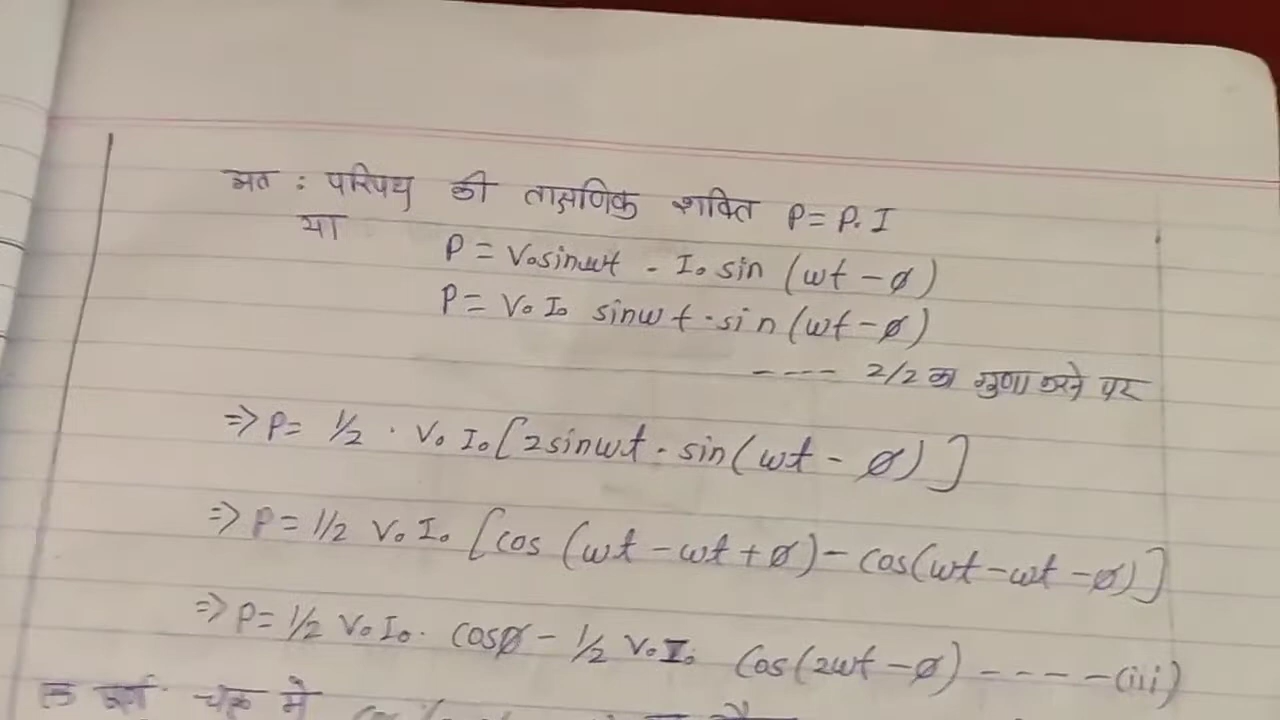 अत : परिपथ की तात्क्षणिक शक्ति P = P. I
या
P = V₀sinωt - I₀ sin (ωt - ø)
P = V₀ I₀ sinωt · sin (ωt - ø)
---- 2/2 का गुणा करने पर
=> P = 1/2 · V₀ I₀ [2sinωt - sin(ωt - ø)]
=> P = 1/2 V₀ I₀ [cos (ωt - ωt + ø) - cos(ωt - ωt - ø)]
=> P = 1/2 V₀ I₀. cosø - 1/2 V₀ I₀ cos(2ωt - ø) ----- (iii)
चक्र मे